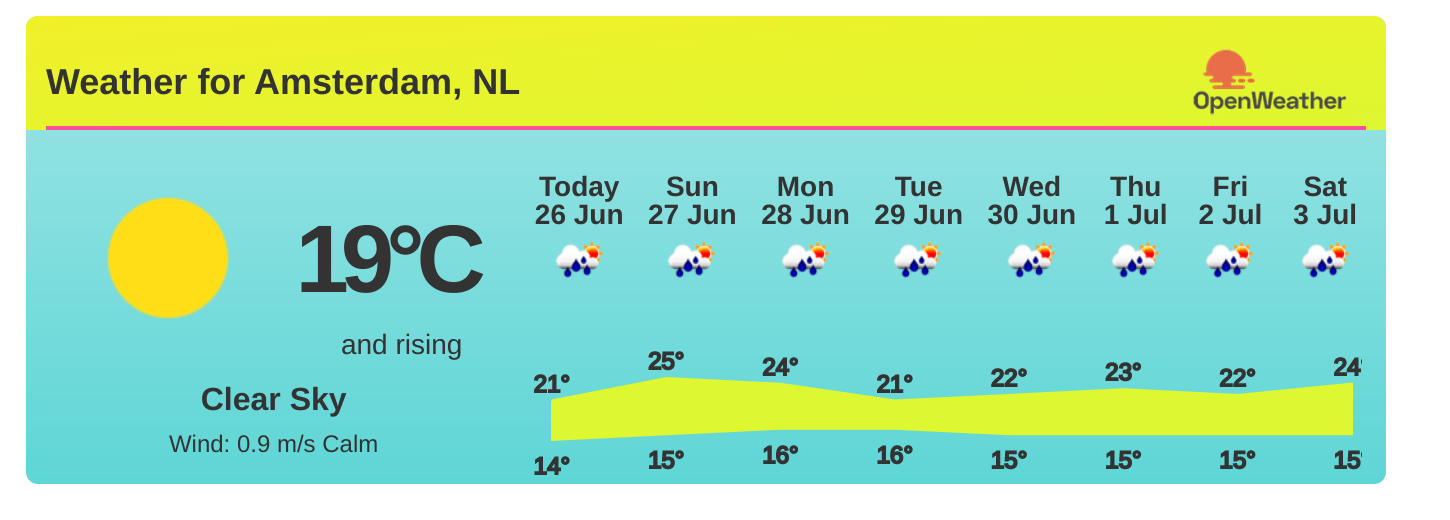 Weather for Amsterdam, NL
OpenWeather
19°C
and rising
Clear Sky
Wind: 0.9 m/s Calm
Today Sun Mon Tue Wed Thu Fri Sat
26 Jun 27 Jun 28 Jun 29 Jun 30 Jun 1 Jul 2 Jul 3 Jul
21° 25° 24° 21° 22° 23° 22° 24°
14° 15° 16° 16° 15° 15° 15° 15°